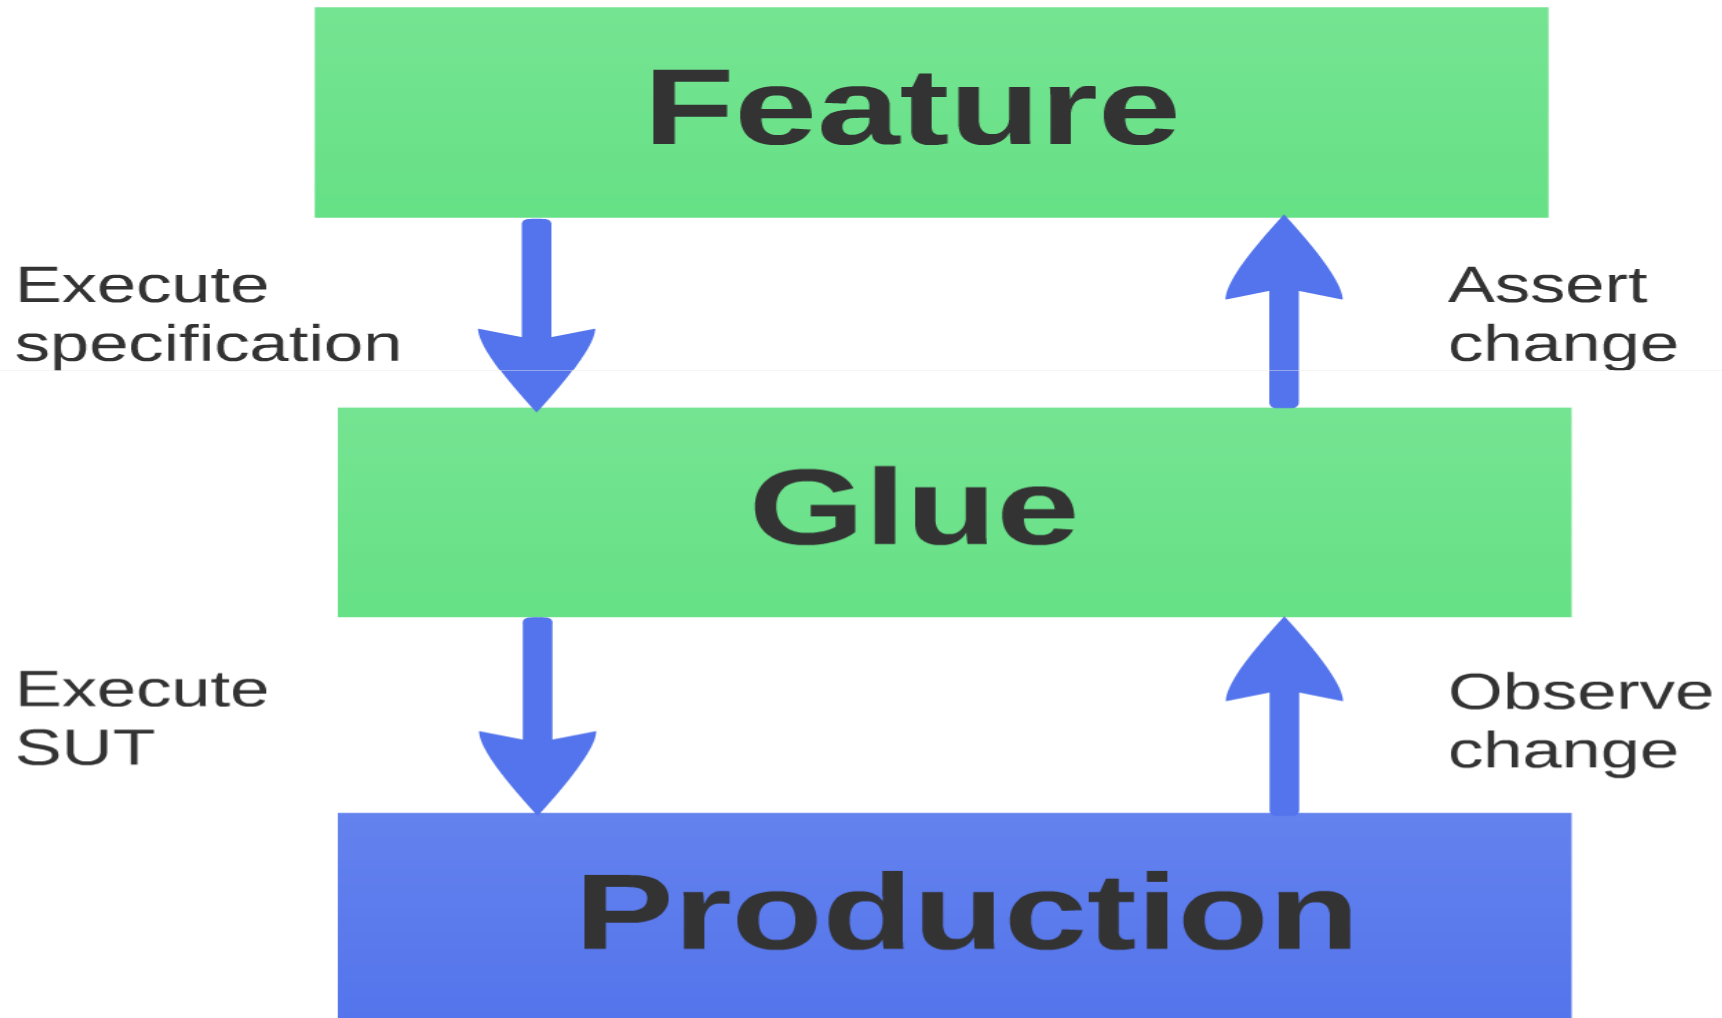 Feature
Execute
specification
Assert
change
Glue
Execute
SUT
Observe
change
Production